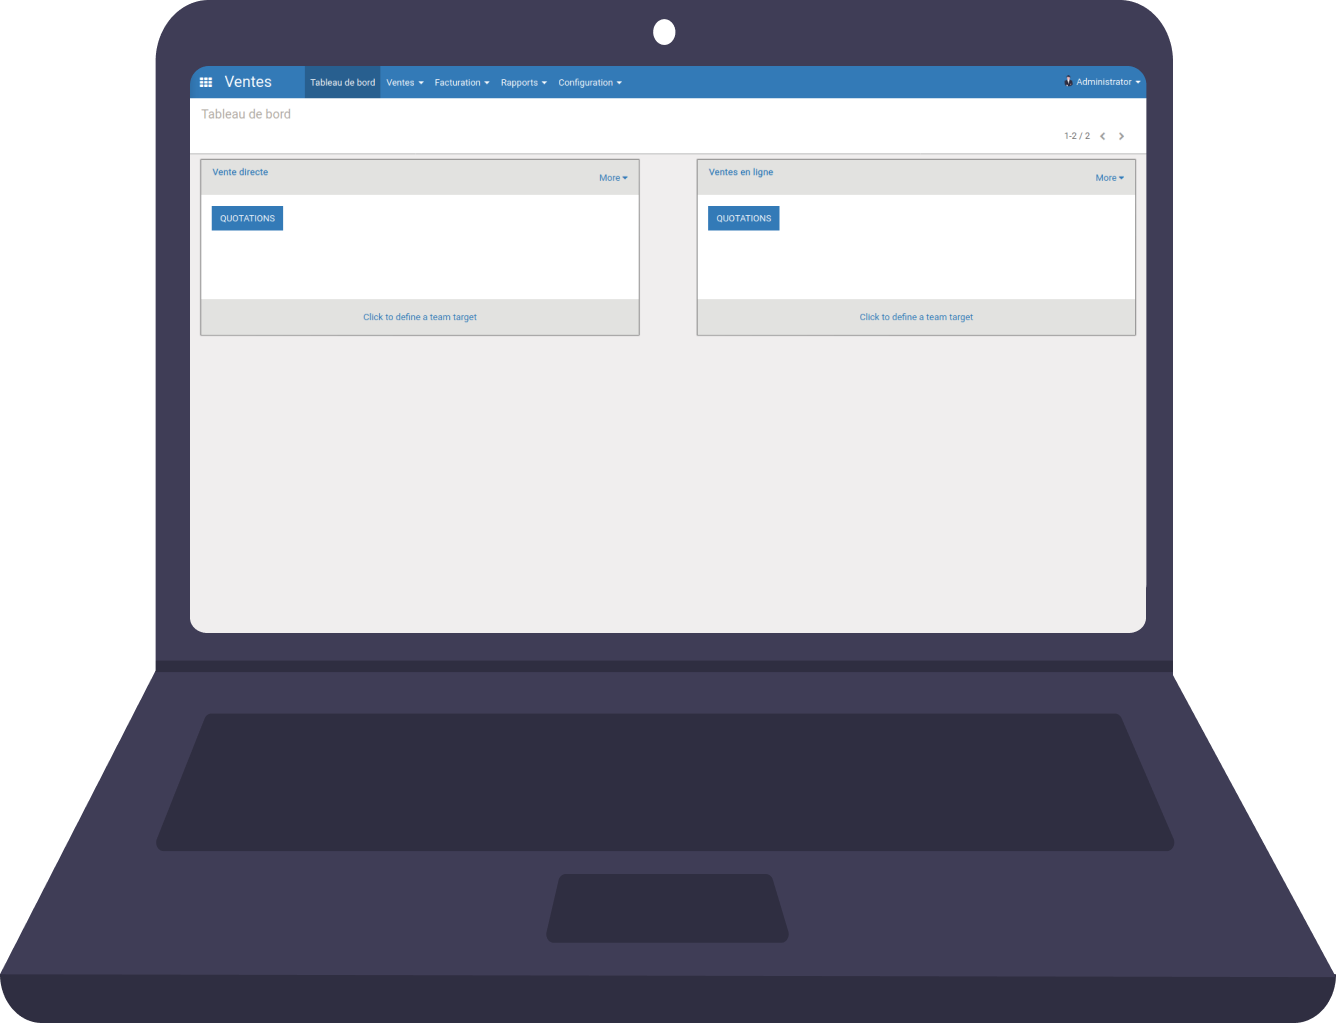 Ventes
Tableau de bord
Ventes
Facturation
Rapports
Configuration
Administrator
Tableau de bord
1-2 / 2
Vente directe
More
QUOTATIONS
Click to define a team target
Ventes en ligne
More
QUOTATIONS
Click to define a team target